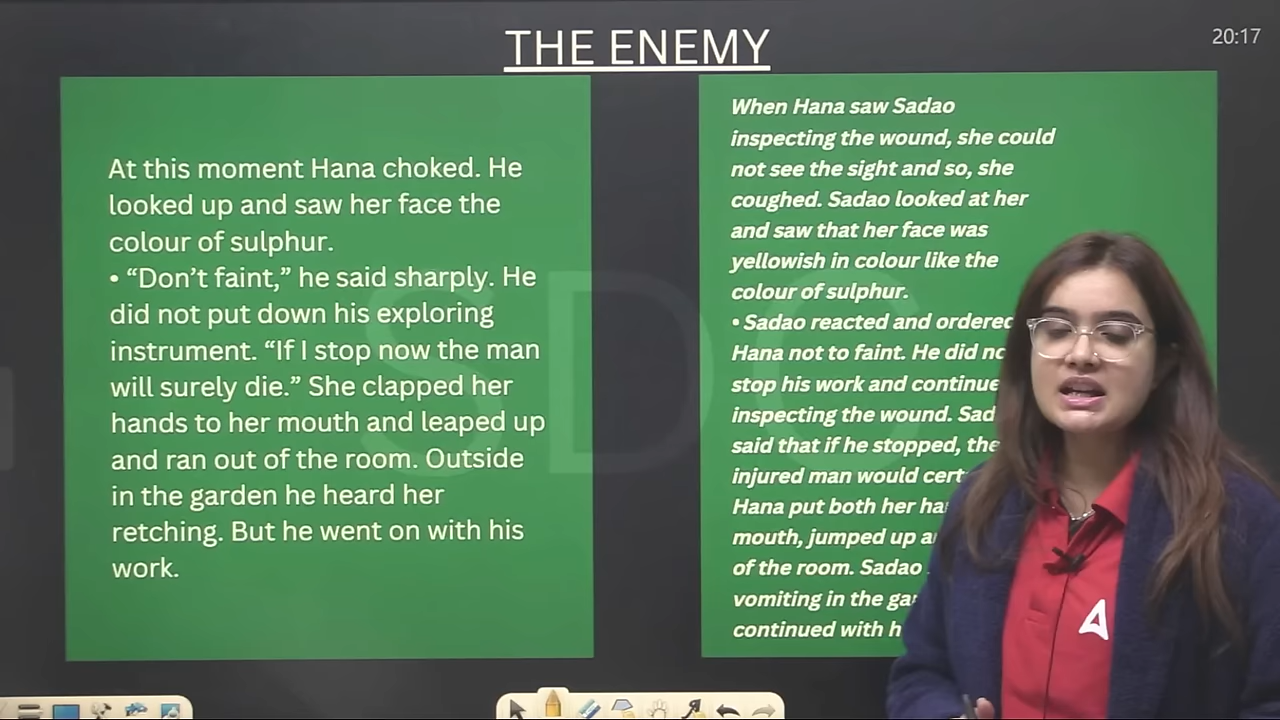 THE ENEMY
20:17
At this moment Hana choked. He
looked up and saw her face the
colour of sulphur.
• “Don’t faint,” he said sharply. He
did not put down his exploring
instrument. “If I stop now the man
will surely die.” She clapped her
hands to her mouth and leaped up
and ran out of the room. Outside
in the garden he heard her
retching. But he went on with his
work.
When Hana saw Sadao
inspecting the wound, she could
not see the sight and so, she
coughed. Sadao looked at her
and saw that her face was
yellowish in colour like the
colour of sulphur.
• Sadao reacted and ordered
Hana not to faint. He did
stop his work and continue
inspecting the wound.
said that if he stopped, the
injured man would
Hana put both her
mouth, jumped up
of the room. Sadao
vomiting in the
continued with
SDC